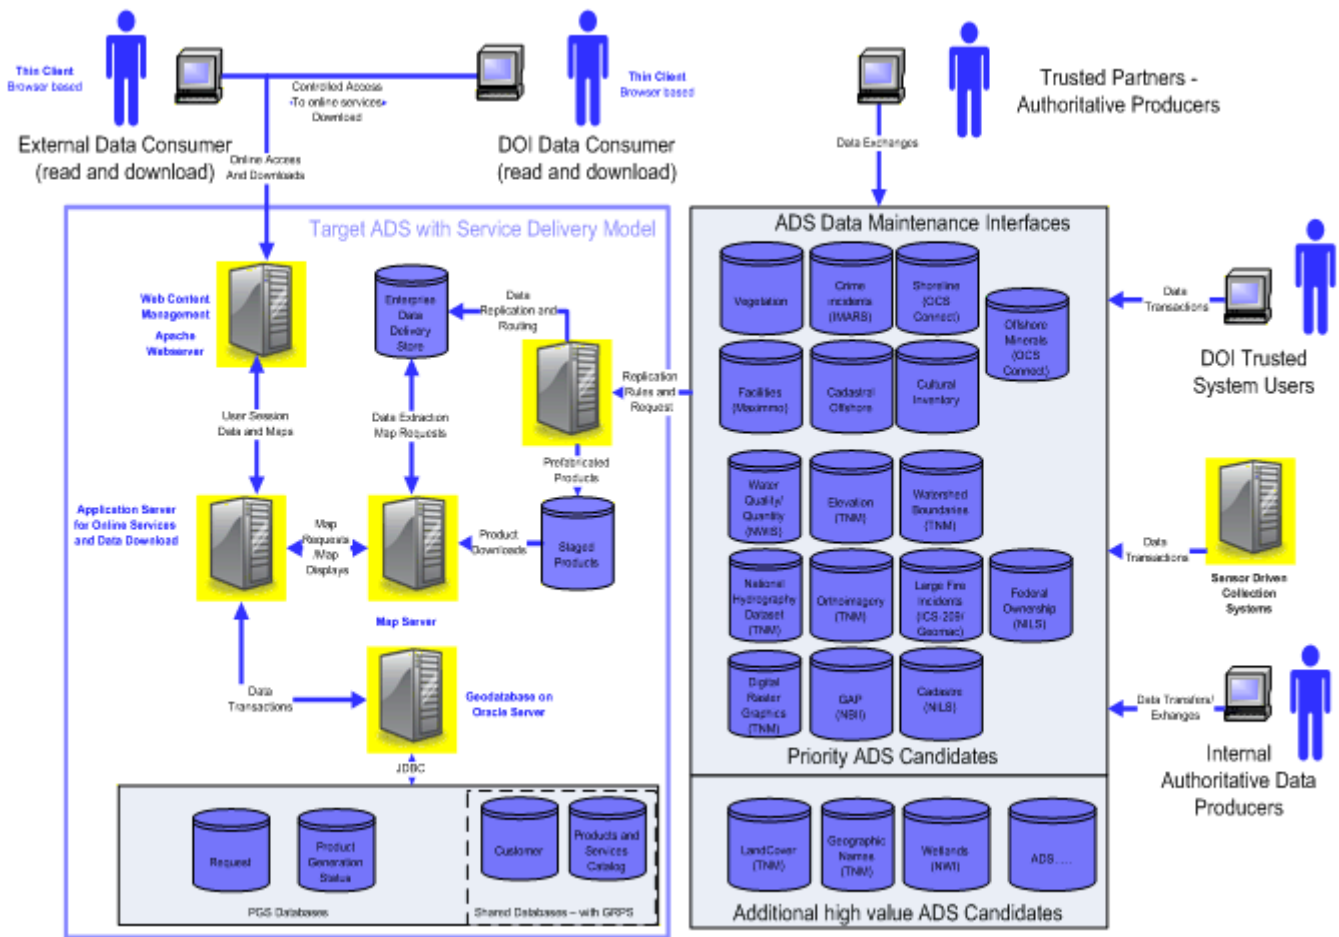 Thin Client
Browser based
External Data Consumer
(read and download)
Controlled Access
To online services
Download
Online Access
And Downloads
Thin Client
Browser based
DOI Data Consumer
(read and download)
Trusted Partners -
Authoritative Producers
Data Exchanges
Target ADS with Service Delivery Model
Web Content
Management
Apache
Webserver
Enterprise
Data
Delivery
Store
Data
Replication and
Routing
Replication
Rules and
Request
User Session
Data and Maps
Data Extraction
Map Requests
Prefabricated
Products
Application Server
for Online Services
and Data Download
Map
Requests
/Map
Displays
Product
Downloads
Staged
Products
Map Server
Data
Transactions
Geodatabase on
Oracle Server
JDBC
Request
Product
Generation
Status
Customer
Products and
Services
Catalog
PGS Databases
Shared Databases – with GRPS
ADS Data Maintenance Interfaces
Vegetation
Crime
incidents
(IMARS)
Shoreline
(OCS
Connect)
Offshore
Minerals
(OCS
Connect)
Facilities
(Maximmo)
Cadastral
Offshore
Cultural
Inventory
Water
Quality/
Quantity
(NWIS)
Elevation
(TNM)
Watershed
Boundaries
(TNM)
National
Hydrography
Dataset
(TNM)
Orthoimagery
(TNM)
Large Fire
Incidents
(ICS-209/
Geomac)
Federal
Ownership
(NILS)
Digital
Raster
Graphics
(TNM)
GAP
(NBII)
Cadastre
(NILS)
Priority ADS Candidates
LandCover
(TNM)
Geographic
Names
(TNM)
Wetlands
(NWI)
ADS.....
Additional high value ADS Candidates
Data
Transactions
DOI Trusted
System Users
Data
Transactions
Sensor Driven
Collection
Systems
Data Transfers/
Exhanges
Internal
Authoritative Data
Producers